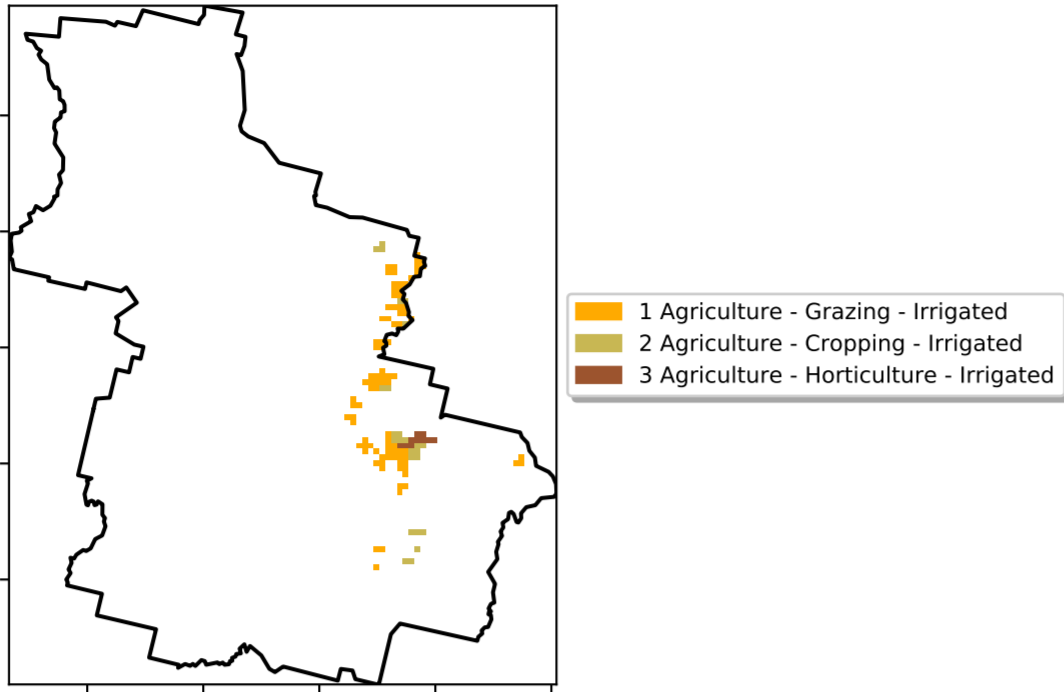 1 Agriculture - Grazing - Irrigated
2 Agriculture - Cropping - Irrigated
3 Agriculture - Horticulture - Irrigated